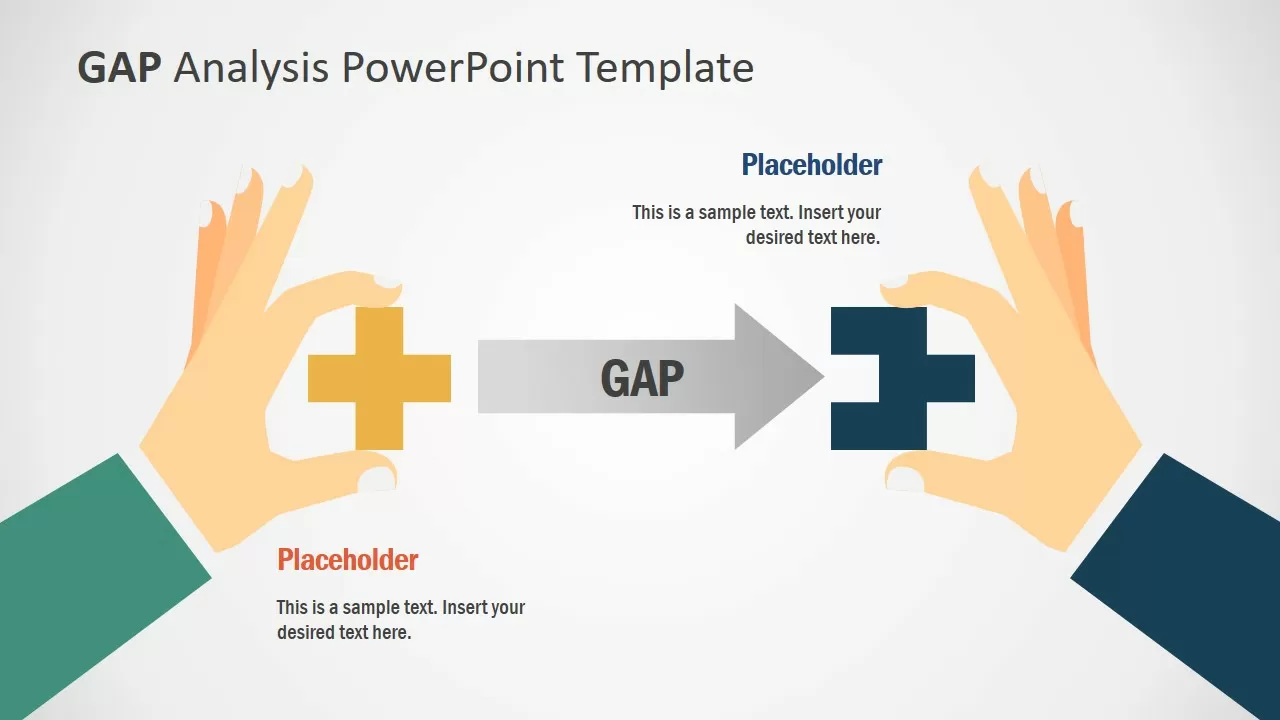 GAP Analysis PowerPoint Template
Placeholder
This is a sample text. Insert your
desired text here.
GAP
Placeholder
This is a sample text. Insert your
desired text here.